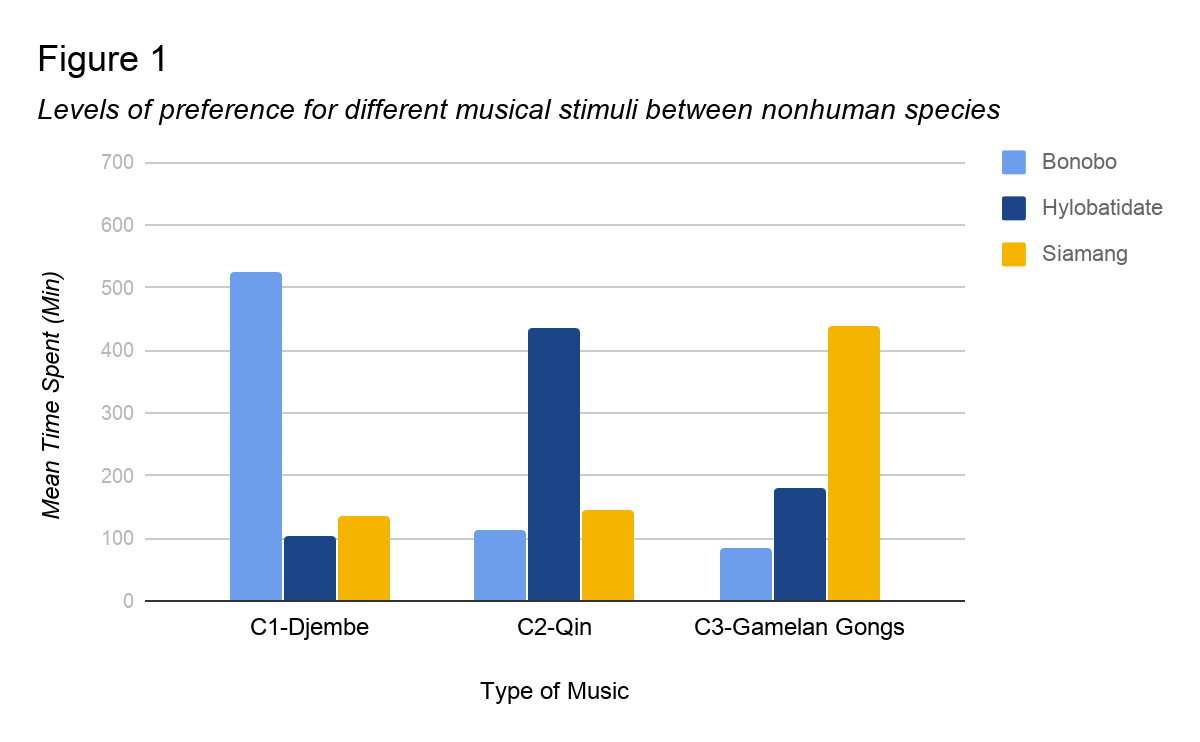 Figure 1
Levels of preference for different musical stimuli between nonhuman species
700
600
500
400
300
200
100
0
Mean Time Spent (Min)
C1-Djembe
C2-Qin
C3-Gamelan Gongs
Type of Music
Bonobo
Hylobatidate
Siamang